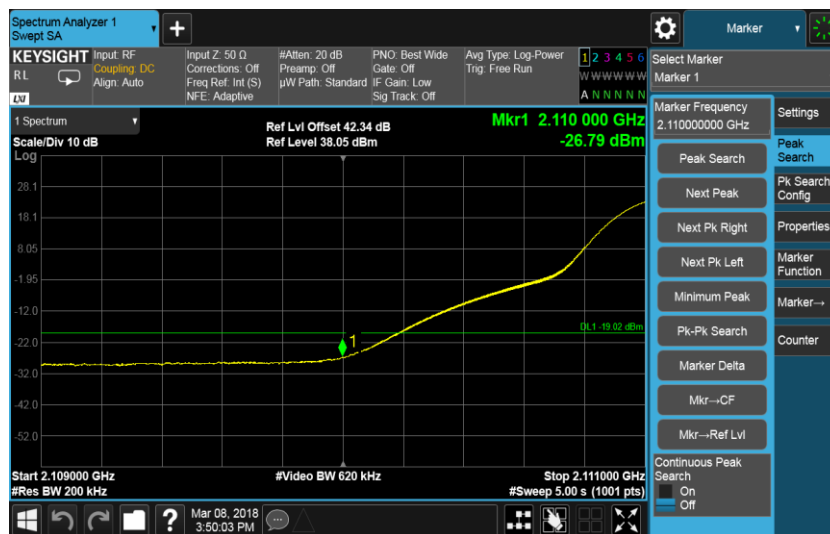 Spectrum Analyzer 1
Swept SA
Marker
KEYSIGHT
RL
LXI
Input: RF
Coupling: DC
Align: Auto
Input Z: 50 Ω
Corrections: Off
Freq Ref: Int (S)
NFE: Adaptive
#Atten: 20 dB
Preamp: Off
µW Path: Standard
PNO: Best Wide
Gate: Off
IF Gain: Low
Sig Track: Off
Avg Type: Log-Power
Trig: Free Run
1 2 3 4 5 6
W W W W W W
A N N N N N
Select Marker
Marker 1
1 Spectrum
Scale/Div 10 dB
Ref Lvl Offset 42.34 dB
Ref Level 38.05 dBm
Mkr1 2.110 000 GHz
-26.79 dBm
Log
28.1
18.1
8.05
-1.95
-12.0
-22.0
-32.0
-42.0
-52.0
DL1 -19.02 dBm
1
Start 2.109000 GHz
#Res BW 200 kHz
#Video BW 620 kHz
Stop 2.111000 GHz
#Sweep 5.00 s (1001 pts)
Marker Frequency
2.110000000 GHz
Peak Search
Next Peak
Next Pk Right
Next Pk Left
Minimum Peak
Pk-Pk Search
Marker Delta
Mkr→CF
Mkr→Ref Lvl
Continuous Peak
Search
On
Off
Settings
Peak
Search
Pk Search
Config
Properties
Marker
Function
Marker→
Counter
?
Mar 08, 2018
3:50:03 PM